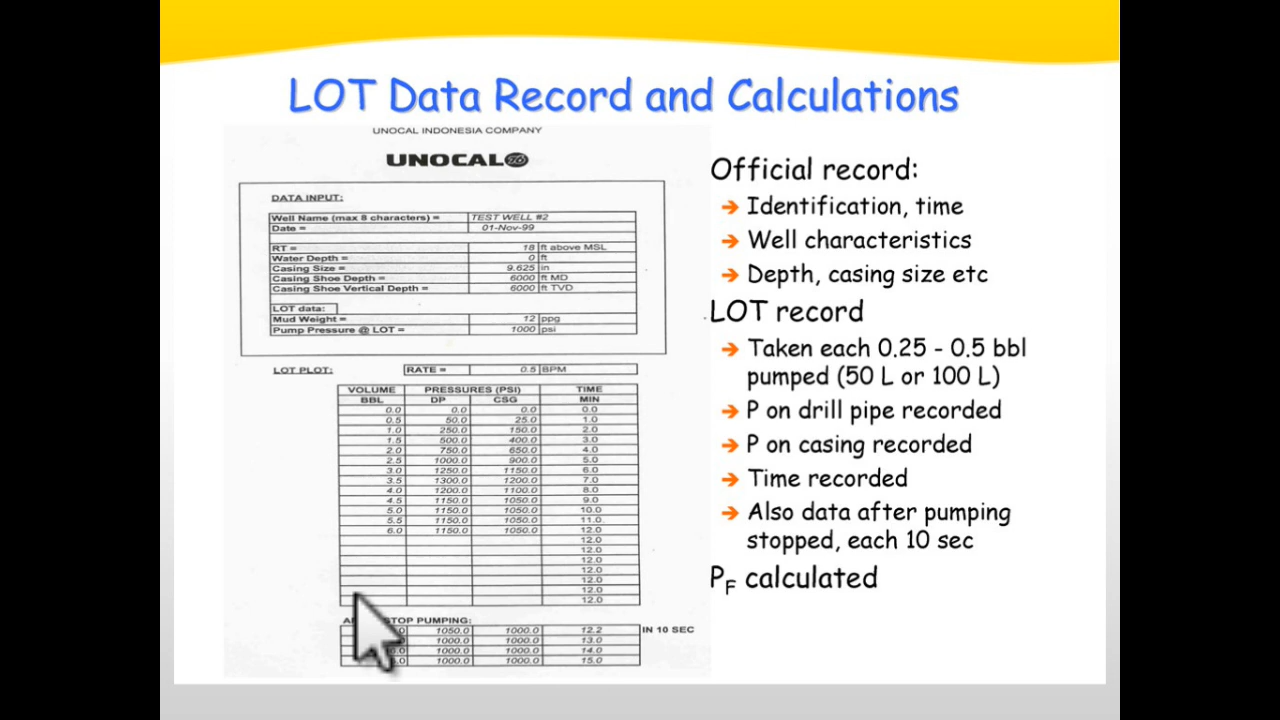 LOT Data Record and Calculations
UNOCAL INDONESIA COMPANY
UNOCAL 76
DATA INPUT:
Well Name (max 8 characters) = TEST WELL #2
Date = 01-Nov-99
RT = 18 ft above MSL
Water Depth = 0 ft
Casing Size = 9.625 in
Casing Shoe Depth = 6000 ft MD
Casing Shoe Vertical Depth = 6000 ft TVD
LOT data:
Mud Weight = 12 ppg
Pump Pressure @ LOT = 1000 psi
LOT PLOT: RATE = 0.5 BPM
VOLUME PRESSURES (PSI) TIME
BBL DP CSG MIN
0.0 0.0 0.0 0.0
0.5 50.0 25.0 1.0
1.0 250.0 150.0 2.0
1.5 500.0 400.0 3.0
2.0 750.0 650.0 4.0
2.5 1000.0 900.0 5.0
3.0 1250.0 1150.0 6.0
3.5 1300.0 1200.0 7.0
4.0 1200.0 1100.0 8.0
4.5 1150.0 1050.0 9.0
5.0 1150.0 1050.0 10.0
5.5 1150.0 1050.0 11.0
6.0 1150.0 1050.0 12.0
12.0
12.0
12.0
12.0
12.0
12.0
12.0
STOP PUMPING:
1050.0 1000.0 12.2 IN 10 SEC
1000.0 1000.0 13.0
1000.0 1000.0 14.0
1000.0 1000.0 15.0
Official record:
➔ Identification, time
➔ Well characteristics
➔ Depth, casing size etc
LOT record
➔ Taken each 0.25 - 0.5 bbl
pumped (50 L or 100 L)
➔ P on drill pipe recorded
➔ P on casing recorded
➔ Time recorded
➔ Also data after pumping
stopped, each 10 sec
PF calculated